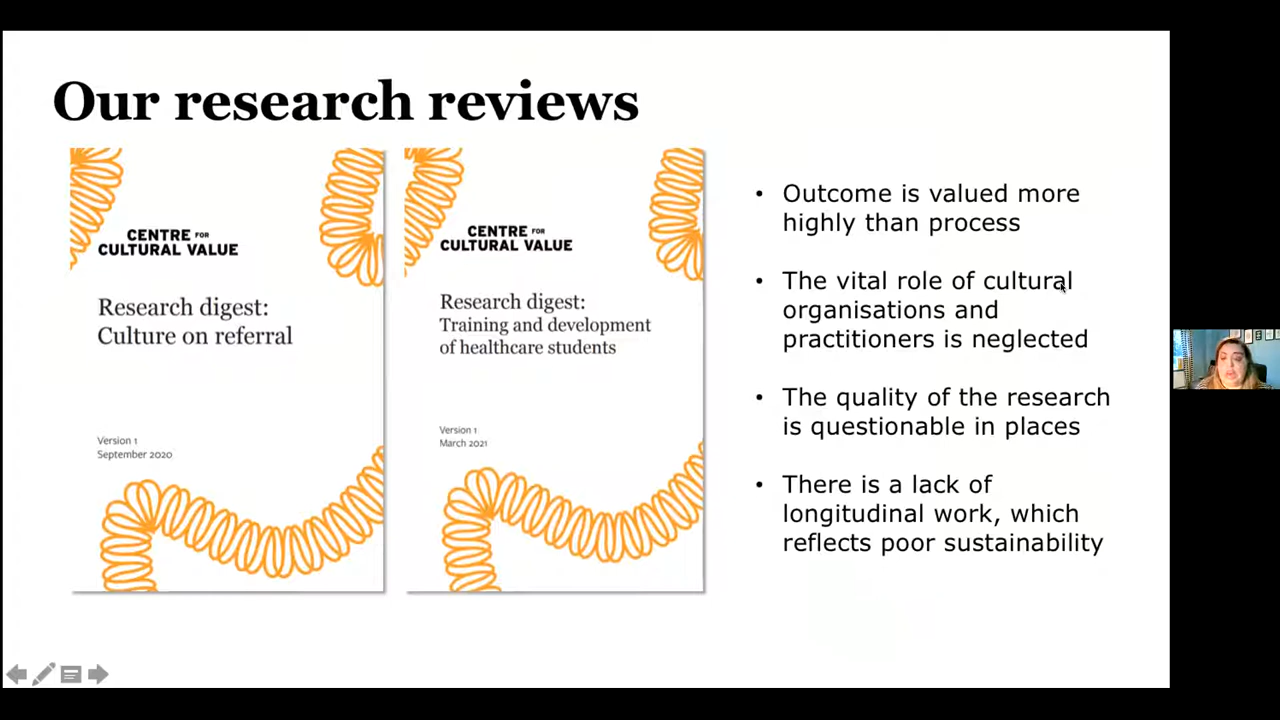 Our research reviews
CENTRE FOR
CULTURAL VALUE
Research digest:
Culture on referral
Version 1
September 2020
CENTRE FOR
CULTURAL VALUE
Research digest:
Training and development
of healthcare students
Version 1
March 2021
• Outcome is valued more
highly than process
• The vital role of cultural
organisations and
practitioners is neglected
• The quality of the research
is questionable in places
• There is a lack of
longitudinal work, which
reflects poor sustainability